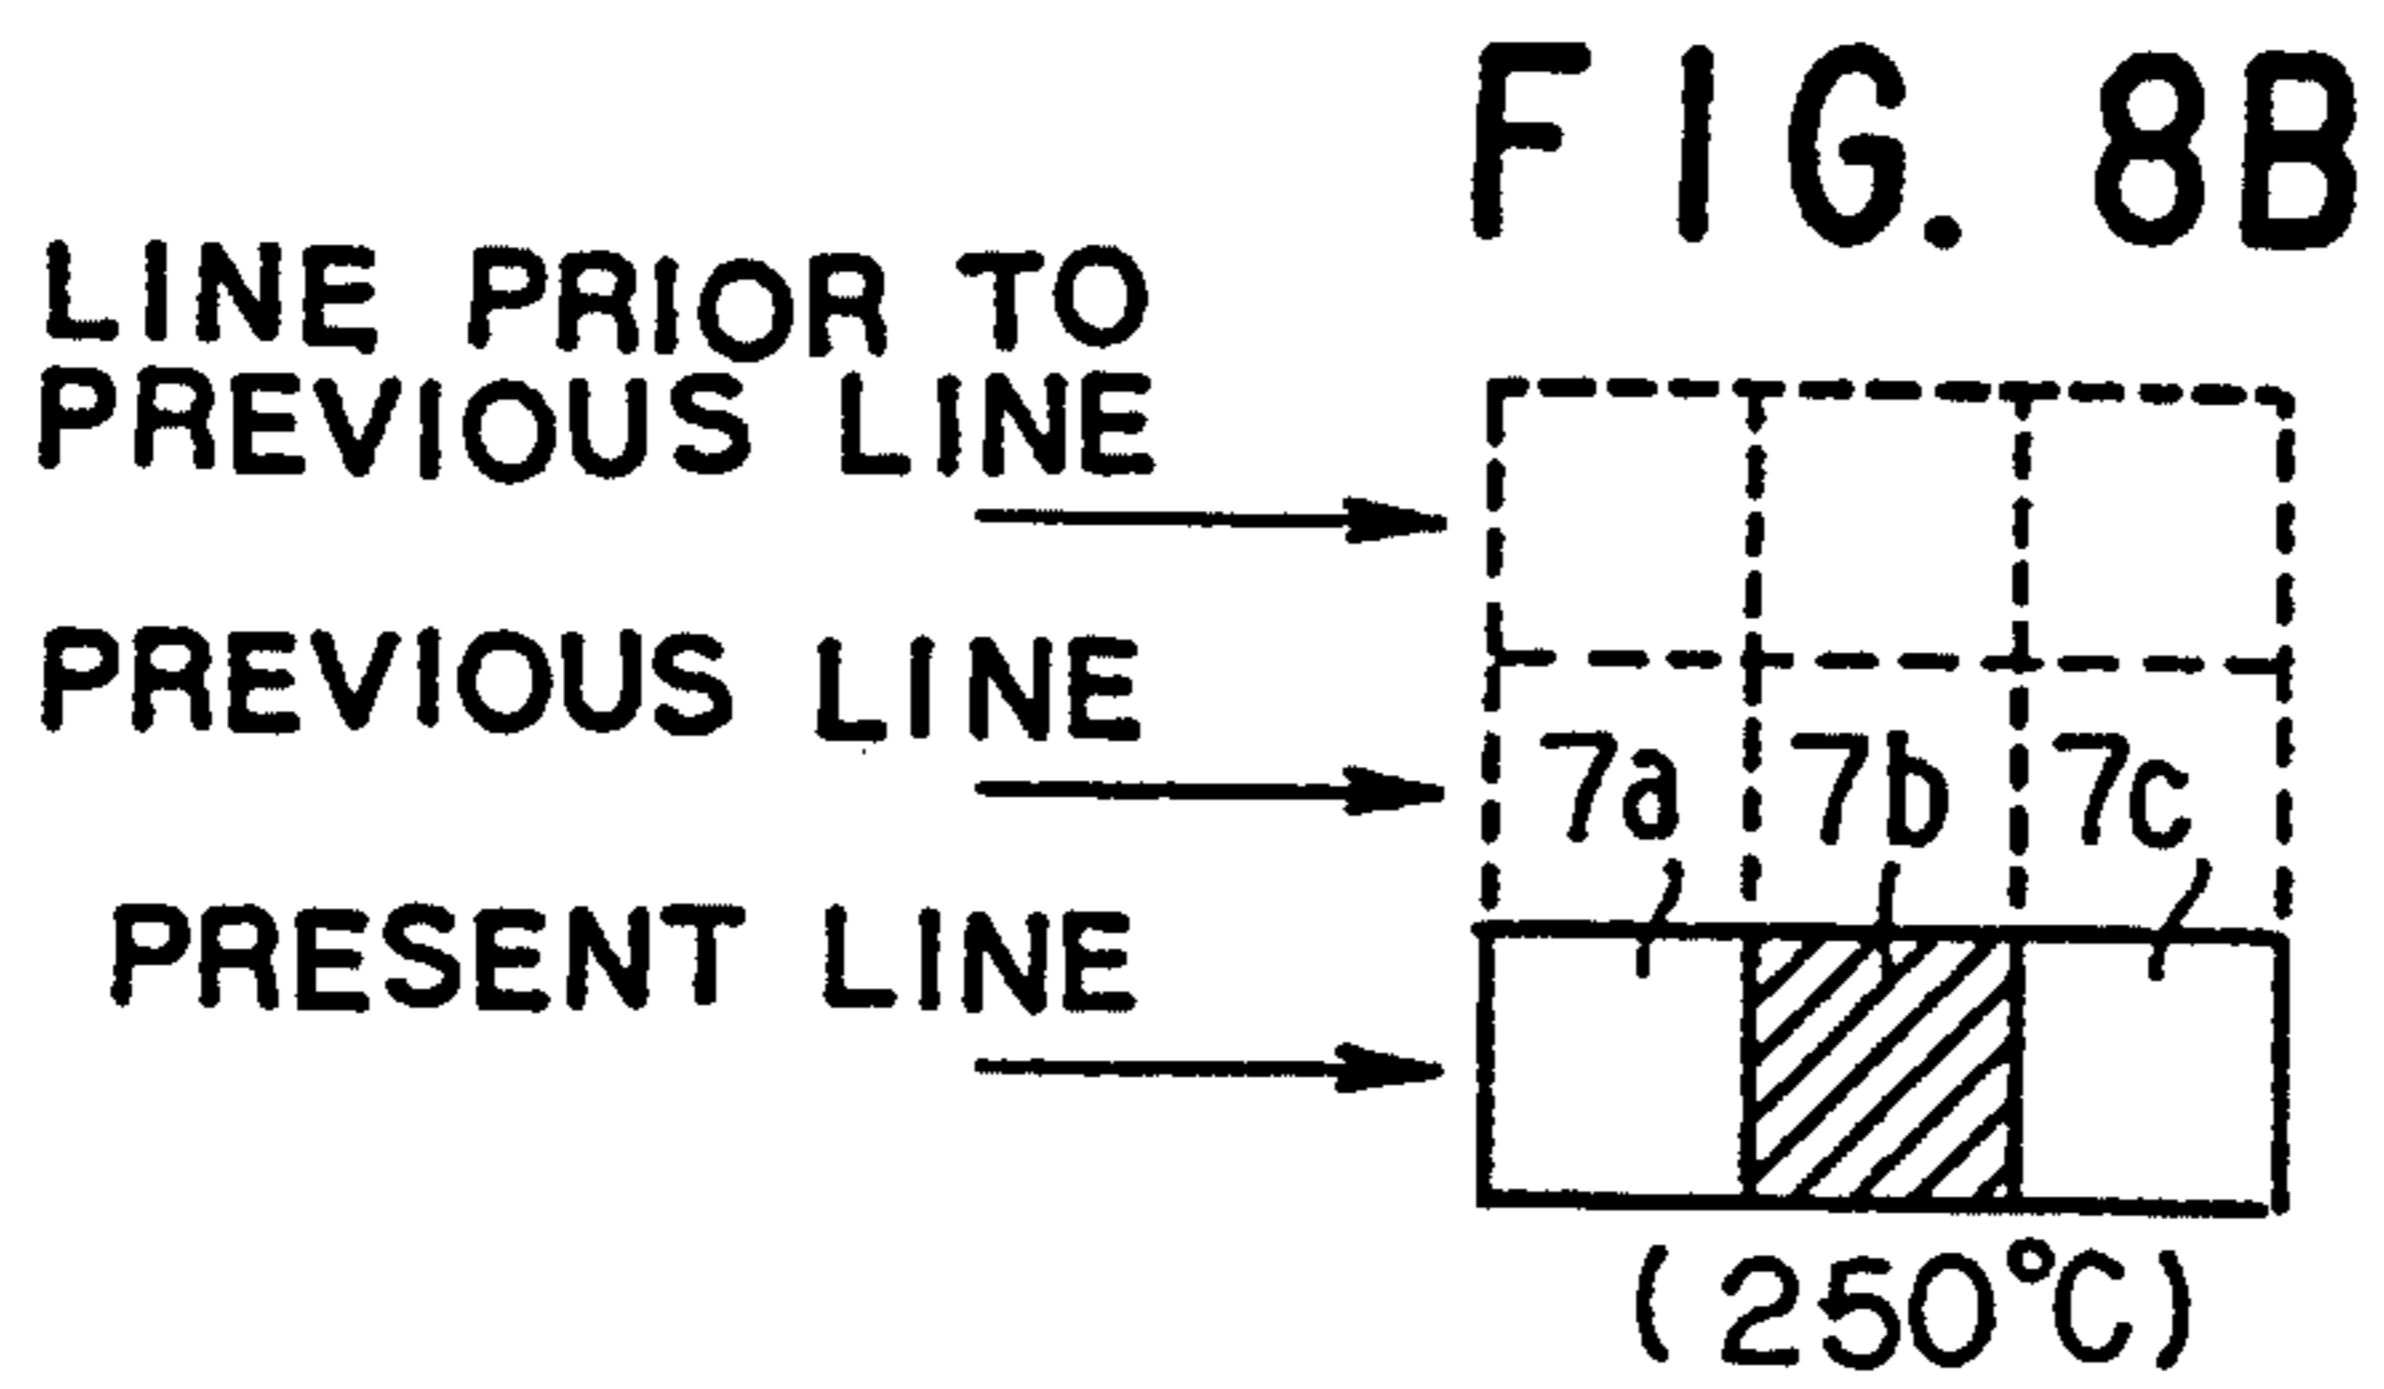 FIG. 8B
LINE PRIOR TO
PREVIOUS LINE
PREVIOUS LINE
7a 7b 7c
PRESENT LINE
(250°C)